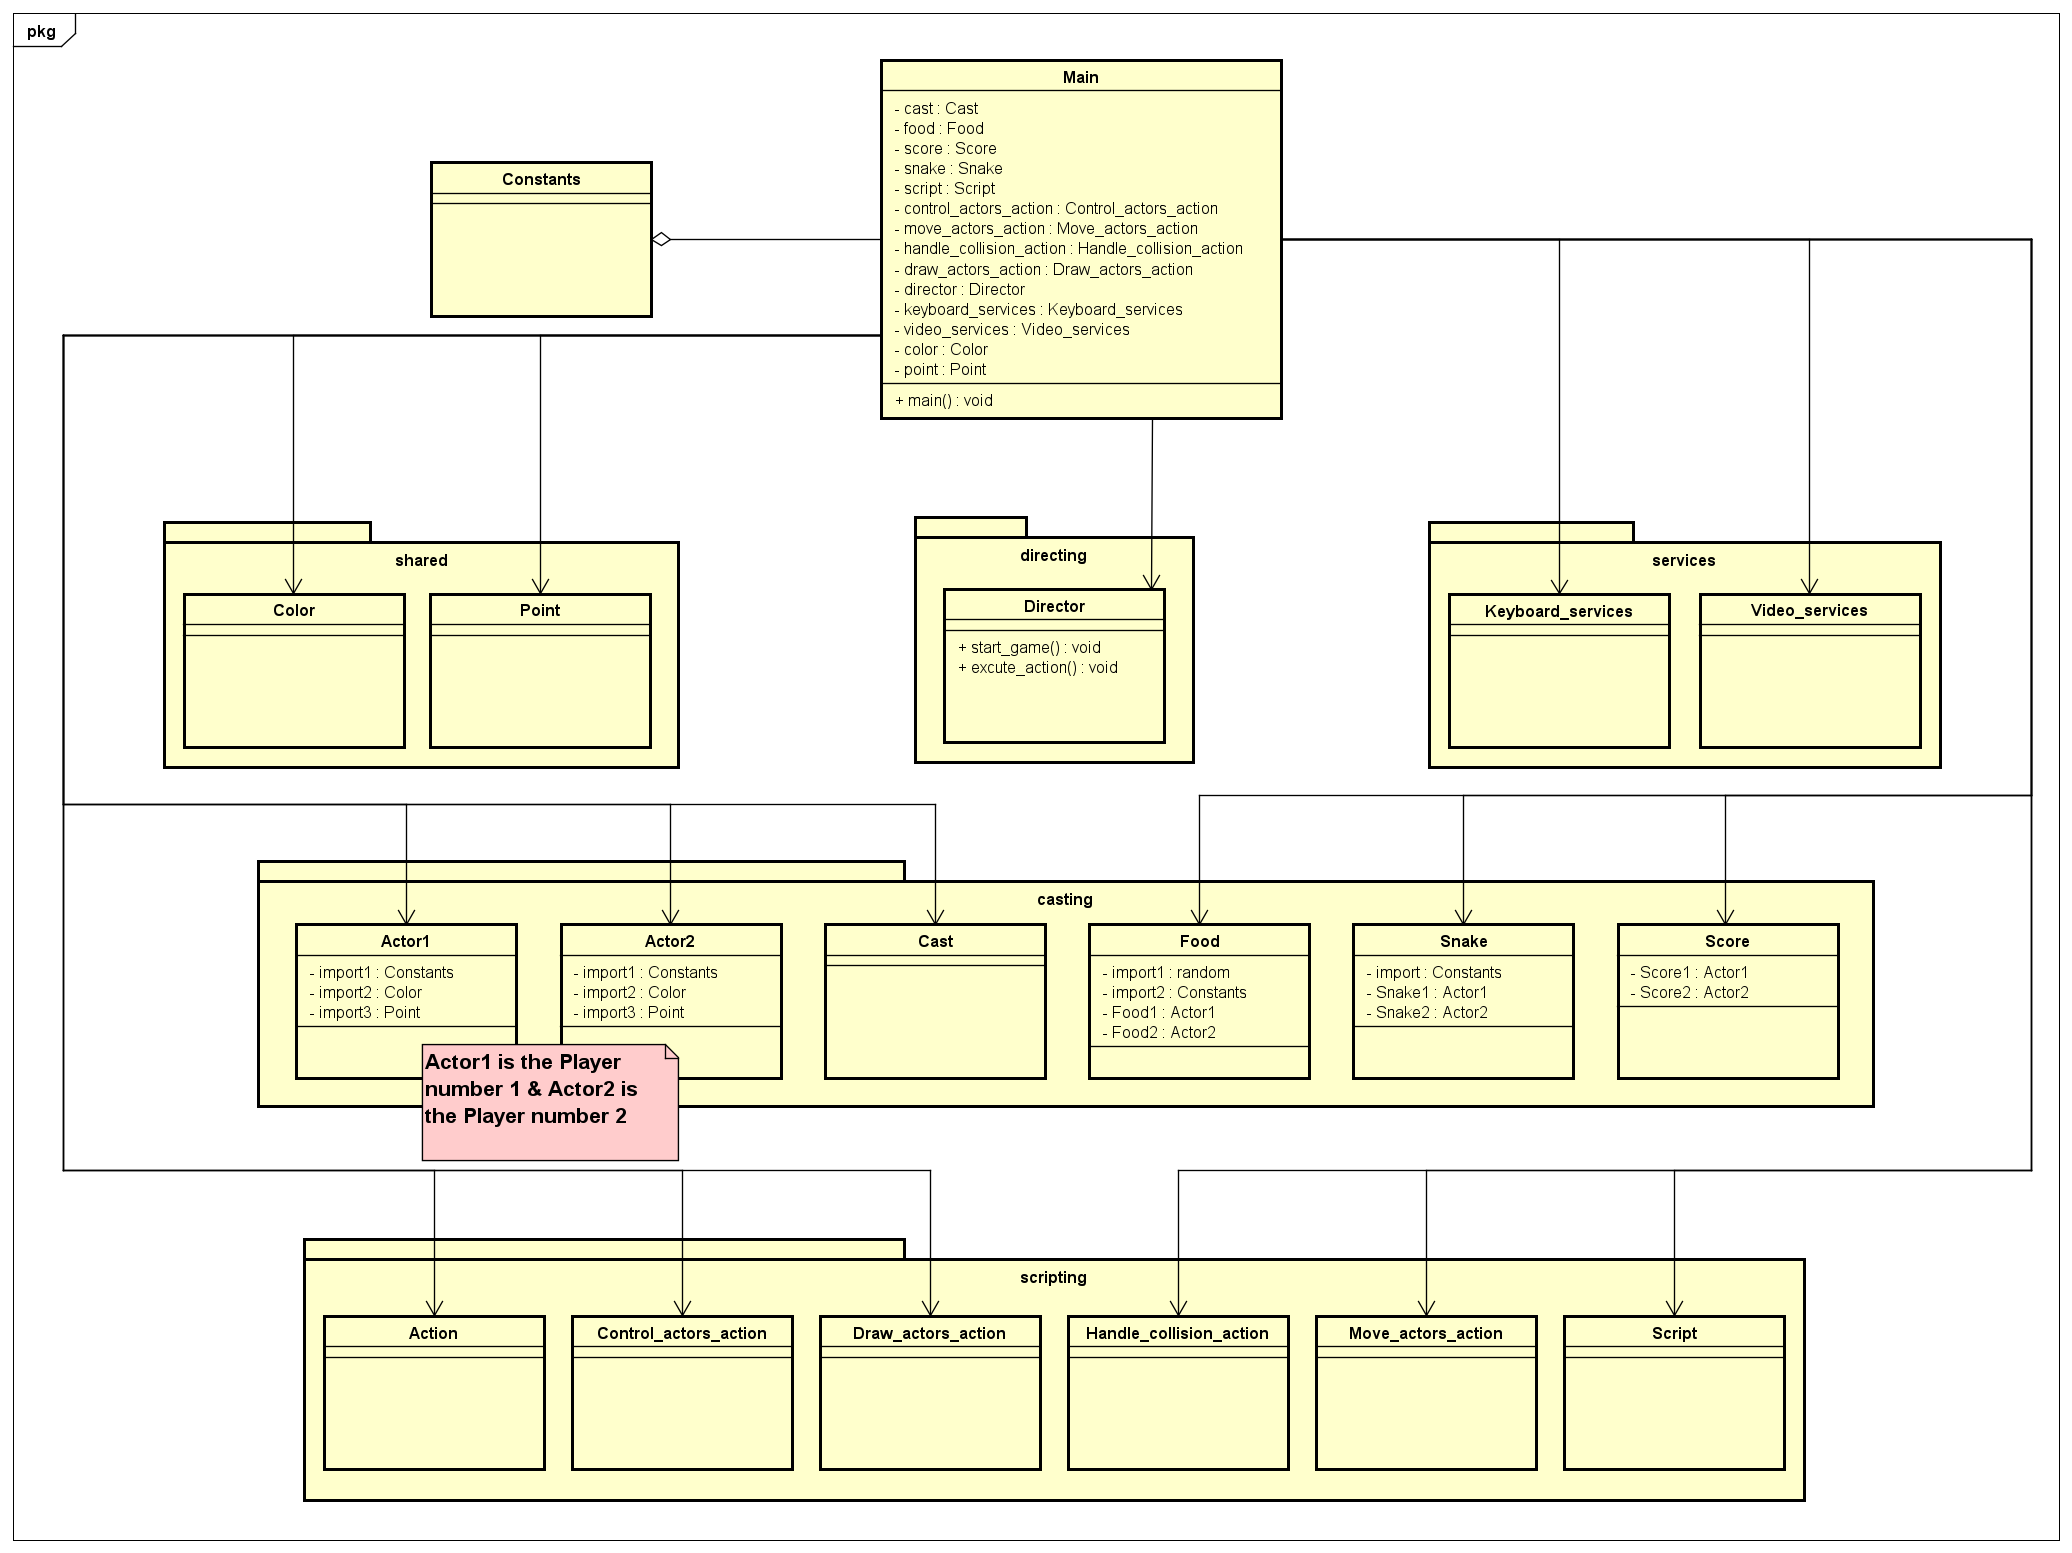 pkg
Main
- cast : Cast
- food : Food
- score : Score
- snake : Snake
- script : Script
- control_actors_action : Control_actors_action
- move_actors_action : Move_actors_action
- handle_collision_action : Handle_collision_action
- draw_actors_action : Draw_actors_action
- director : Director
- keyboard_services : Keyboard_services
- video_services : Video_services
- color : Color
- point : Point
+ main() : void
Constants
shared
Color
Point
directing
Director
+ start_game() : void
+ excute_action() : void
services
Keyboard_services
Video_services
casting
Actor1
- import1 : Constants
- import2 : Color
- import3 : Point
Actor2
- import1 : Constants
- import2 : Color
- import3 : Point
Cast
Food
- import1 : random
- import2 : Constants
- Food1 : Actor1
- Food2 : Actor2
Snake
- import : Constants
- Snake1 : Actor1
- Snake2 : Actor2
Score
- Score1 : Actor1
- Score2 : Actor2
Actor1 is the Player
number 1 & Actor2 is
the Player number 2
scripting
Action
Control_actors_action
Draw_actors_action
Handle_collision_action
Move_actors_action
Script